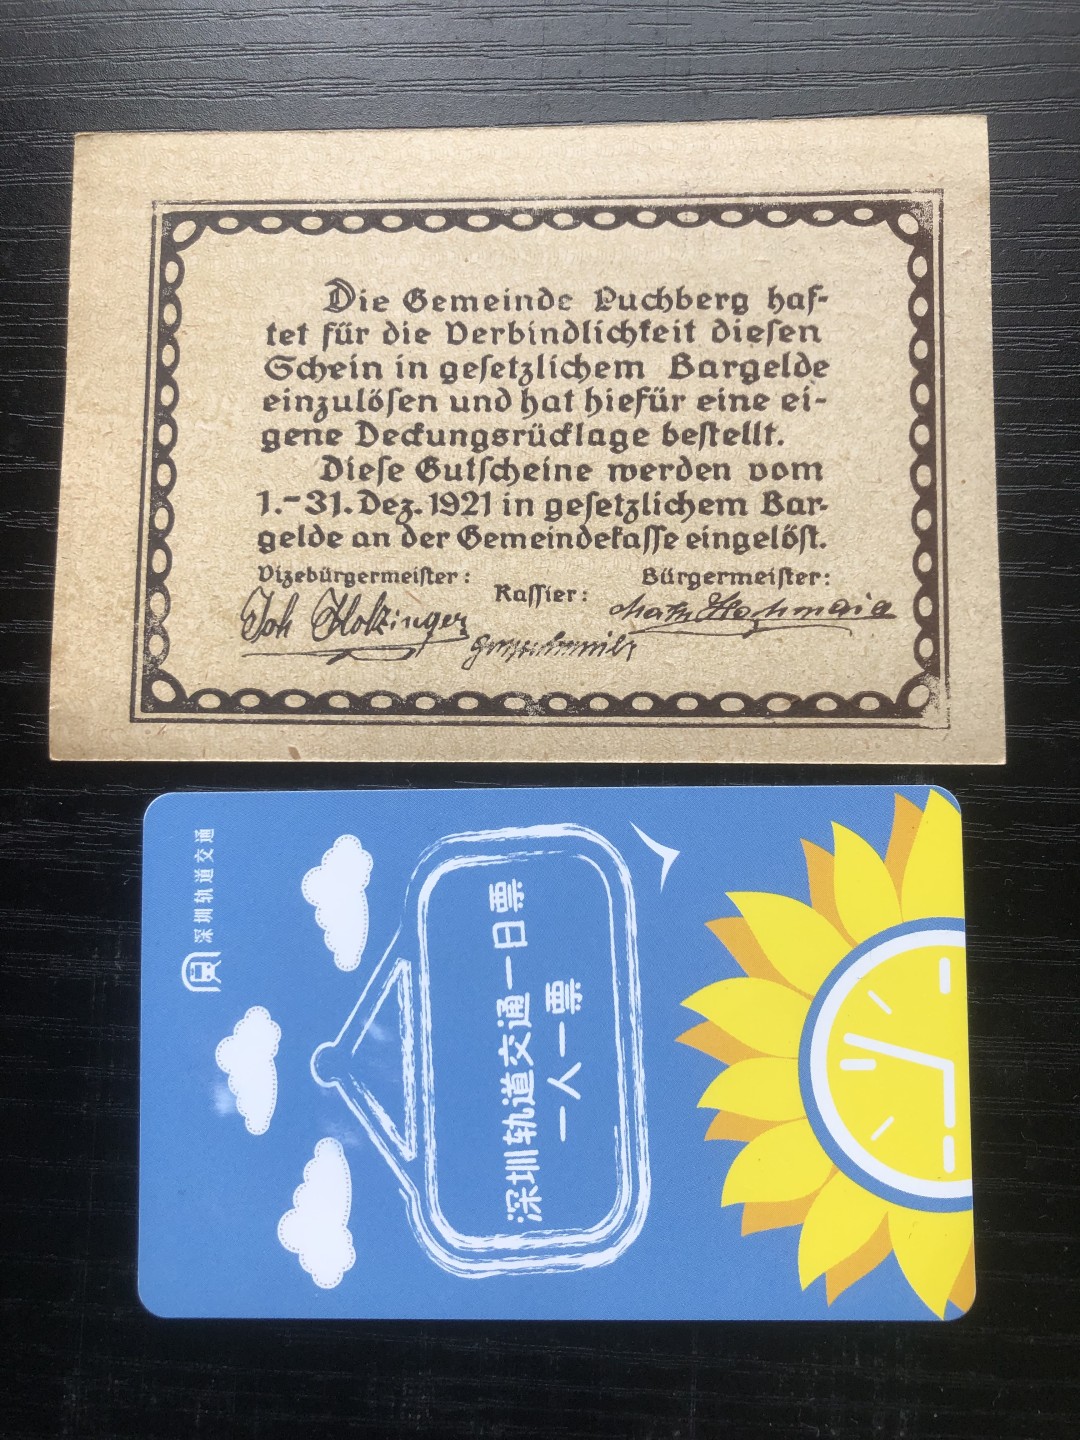 Die Gemeinde Puchberg haf-
tet für die Verbindlichkeit dieſen
Schein in geſetzlichem Bargelde
einzulöſen und hat hiefür eine ei-
gene Deckungsrücklage beſtellt.
Dieſe Gutſcheine werden vom
1.-31. Dez. 1921 in geſetzlichem Bar-
gelde an der Gemeindekaſſe eingelöſt.
Vizebürgermeiſter: Kaſſier: Bürgermeiſter:
Joh Holzinger
深圳轨道交通
深圳轨道交通一日票
一人一票